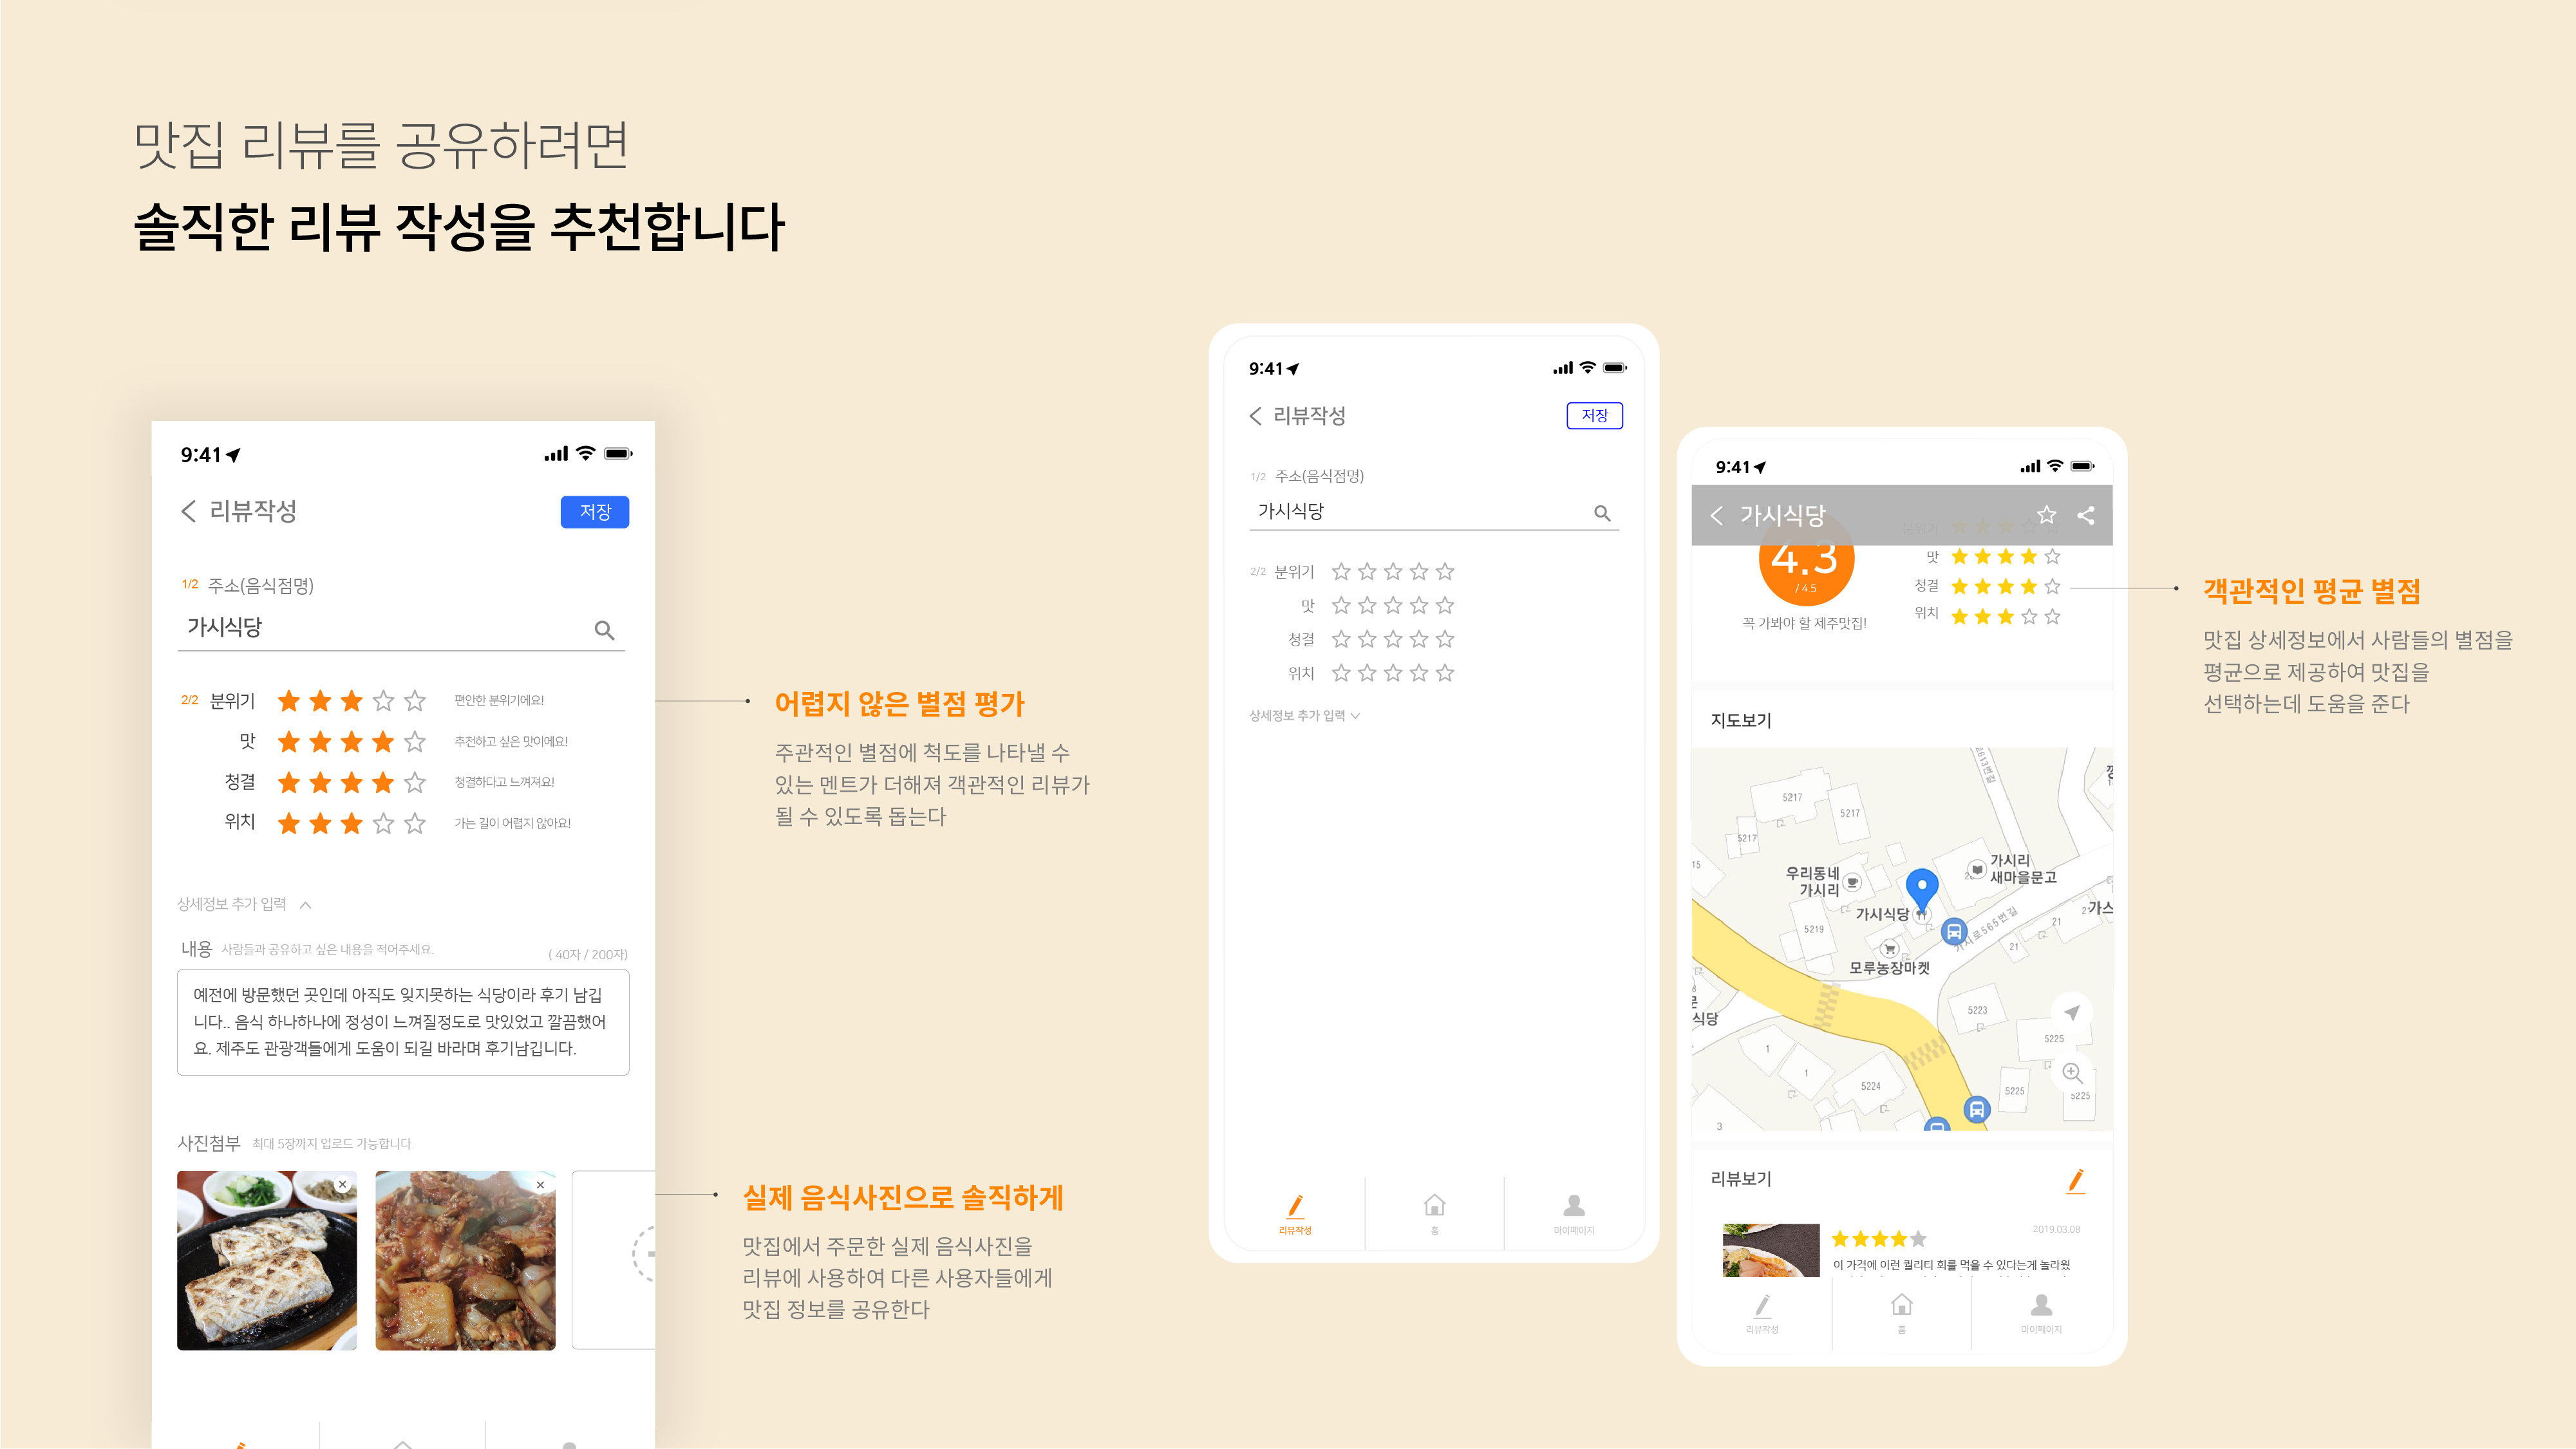 맛집 리뷰를 공유하려면
솔직한 리뷰 작성을 추천합니다
9:41
리뷰작성
저장
1/2 주소(음식점명)
가시식당
2/2 분위기 편안한 분위기에요!
맛 추천하고 싶은 맛이에요!
청결 청결하다고 느껴져요!
위치 가는 길이 어렵지 않아요!
상세정보 추가 입력
내용 사람들과 공유하고 싶은 내용을 적어주세요.
( 40자 / 200자)
예전에 방문했던 곳인데 아직도 잊지못하는 식당이라 후기 남깁
니다.. 음식 하나하나에 정성이 느껴질정도로 맛있었고 깔끔했어
요. 제주도 관광객들에게 도움이 되길 바라며 후기남깁니다.
사진첨부 최대 5장까지 업로드 가능합니다.
어렵지 않은 별점 평가
주관적인 별점에 척도를 나타낼 수
있는 멘트가 더해져 객관적인 리뷰가
될 수 있도록 돕는다
실제 음식사진으로 솔직하게
맛집에서 주문한 실제 음식사진을
리뷰에 사용하여 다른 사용자들에게
맛집 정보를 공유한다
9:41
리뷰작성
저장
1/2 주소(음식점명)
가시식당
2/2 분위기
맛
청결
위치
상세정보 추가 입력
리뷰작성
홈
마이페이지
9:41
가시식당
분위기
4.3
/ 4.5
꼭 가봐야 할 제주맛집!
맛
청결
위치
지도보기
613번길
5217
5217
5217
15
우리동네
가시리
가시리
새마을문고
가시식당
가시로565번길
21
21
5219
모루농장마켓
식당
5223
5225
1
1
5224
5225
5225
3
리뷰보기
2019.03.08
이 가격에 이런 퀄리티 회를 먹을 수 있다는게 놀라웠
리뷰작성
홈
마이페이지
객관적인 평균 별점
맛집 상세정보에서 사람들의 별점을
평균으로 제공하여 맛집을
선택하는데 도움을 준다